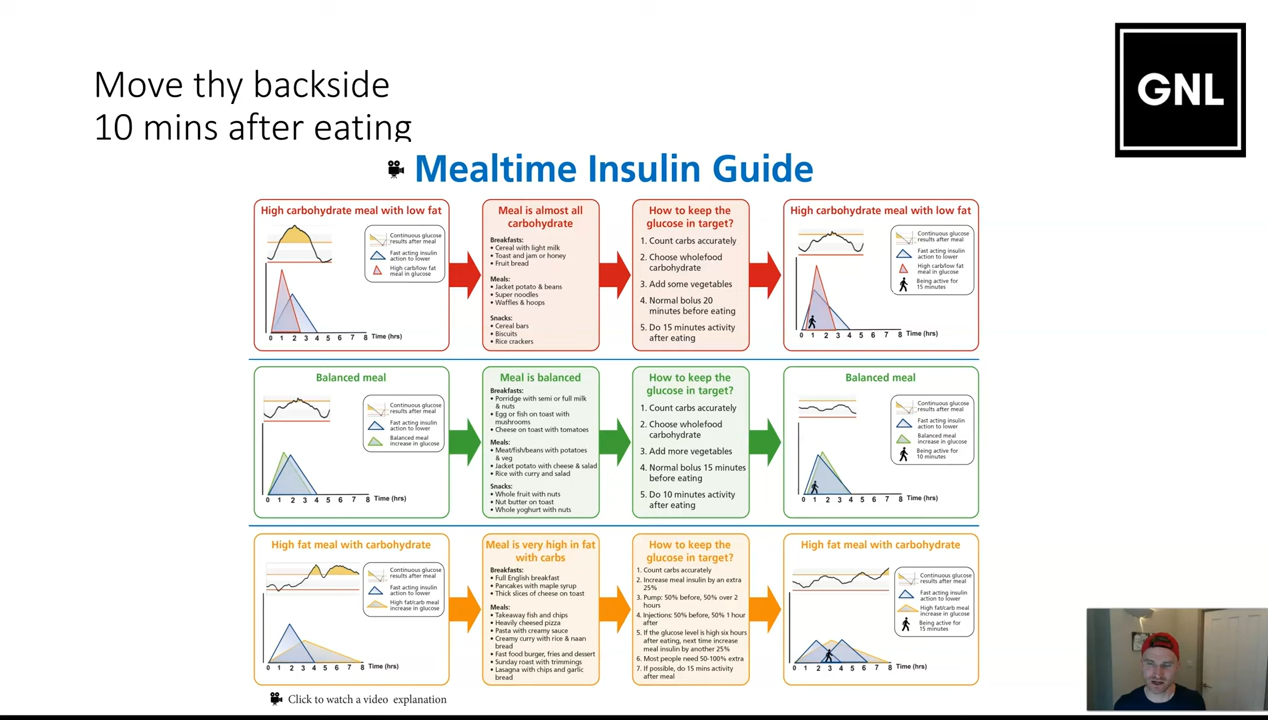 Move thy backside
10 mins after eating
GNL
Mealtime Insulin Guide
High carbohydrate meal with low fat
Continuous glucose
results after meal
Fast acting insulin
action to lower
High carb/low fat
meal in glucose
0 1 2 3 4 5 6 7 8 Time (hrs)
Meal is almost all
carbohydrate
Breakfasts:
• Cereal with light milk
• Toast and jam or honey
• Fruit bread
Meals:
• Jacket potato & beans
• Super noodles
• Waffles & hoops
Snacks:
• Cereal bars
• Biscuits
• Rice crackers
How to keep the
glucose in target?
1. Count carbs accurately
2. Choose wholefood
carbohydrate
3. Add some vegetables
4. Normal bolus 20
minutes before eating
5. Do 15 minutes activity
after eating
High carbohydrate meal with low fat
Continuous glucose
results after meal
Fast acting insulin
action to lower
High carb/low fat
meal in glucose
Being active for
15 minutes
0 1 2 3 4 5 6 7 8 Time (hrs)
Balanced meal
Continuous glucose
results after meal
Fast acting insulin
action to lower
Balanced meal
increase in glucose
0 1 2 3 4 5 6 7 8 Time (hrs)
Meal is balanced
Breakfasts:
• Porridge with semi or full milk
& nuts
• Egg or fish on toast with
mushrooms
• Cheese on toast with tomatoes
Meals:
• Meat/fish/beans with potatoes
& veg
• Jacket potato with cheese & salad
• Rice with curry and salad
Snacks:
• Whole fruit with nuts
• Nut butter on toast
• Whole yoghurt with nuts
How to keep the
glucose in target?
1. Count carbs accurately
2. Choose wholefood
carbohydrate
3. Add more vegetables
4. Normal bolus 15 minutes
before eating
5. Do 10 minutes activity
after eating
Balanced meal
Continuous glucose
results after meal
Fast acting insulin
action to lower
Balanced meal
increase in glucose
Being active for
10 minutes
0 1 2 3 4 5 6 7 8 Time (hrs)
High fat meal with carbohydrate
Continuous glucose
results after meal
Fast acting insulin
action to lower
High fat/carb meal
increase in glucose
0 1 2 3 4 5 6 7 8 Time (hrs)
Meal is very high in fat
with carbs
Breakfasts:
• Full English breakfast
• Pancakes with maple syrup
• Thick slices of cheese on toast
Meals:
• Takeaway fish and chips
• Heavily cheesed pizza
• Pasta with creamy sauce
• Creamy curry with rice & naan
bread
• Fast food burger, fries and dessert
• Sunday roast with trimmings
• Lasagna with chips and garlic
bread
How to keep the
glucose in target?
1. Count carbs accurately
2. Increase meal insulin by an extra
25%
3. Pump: 50% before, 50% over 2
hours
4. Injections: 50% before, 50% 1 hour
after
5. If the glucose level is high six hours
after eating, next time increase
meal insulin by another 25%
6. Most people need 50-100% extra
7. If possible, do 15 mins activity
after meal
High fat meal with carbohydrate
Continuous glucose
results after meal
Fast acting insulin
action to lower
High fat/carb meal
increase in glucose
Being active for
15 minutes
0 1 2 3 4 5 6 7 8 Time (hrs)
Click to watch a video explanation